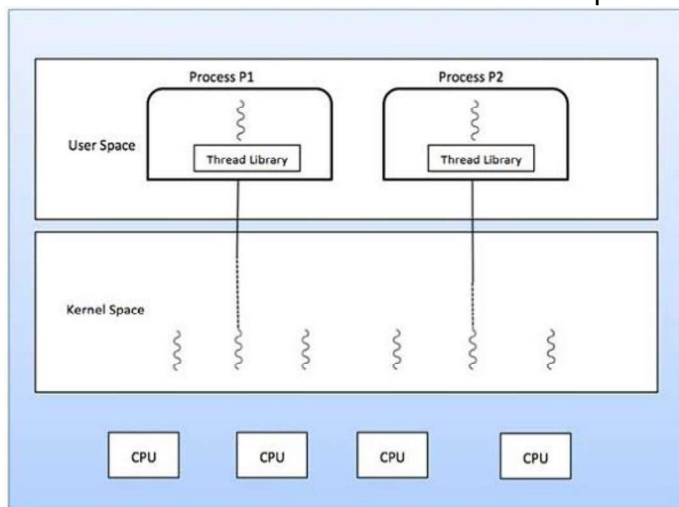 Process P1
Process P2
User Space
Thread Library
Thread Library
Kernel Space
CPU
CPU
CPU
CPU